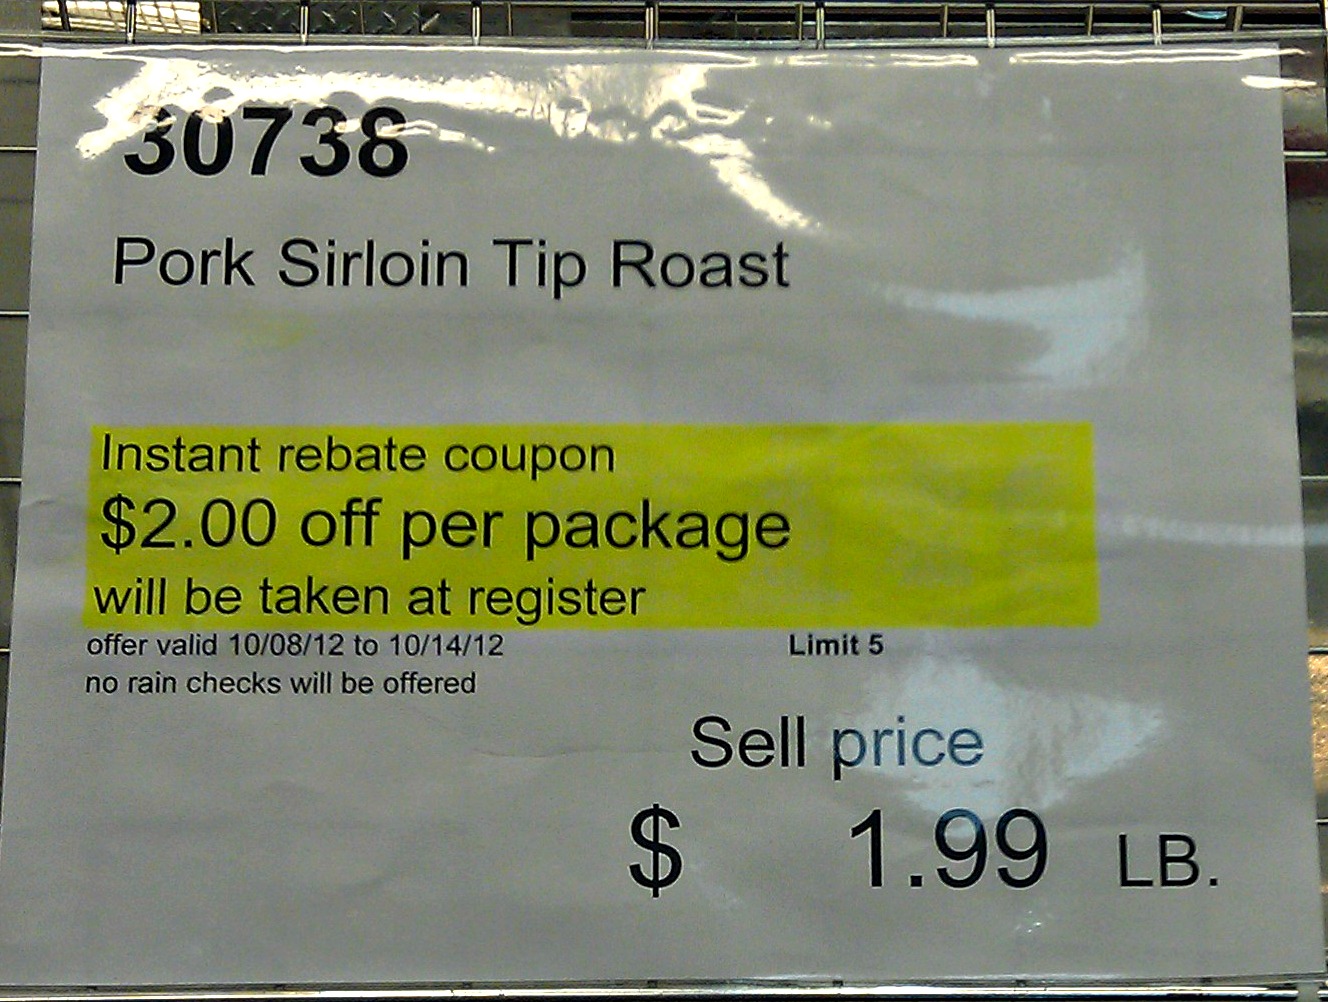 30738
Pork Sirloin Tip Roast
Instant rebate coupon
$2.00 off per package
will be taken at register
offer valid 10/08/12 to 10/14/12 Limit 5
no rain checks will be offered
Sell price
$ 1.99 LB.